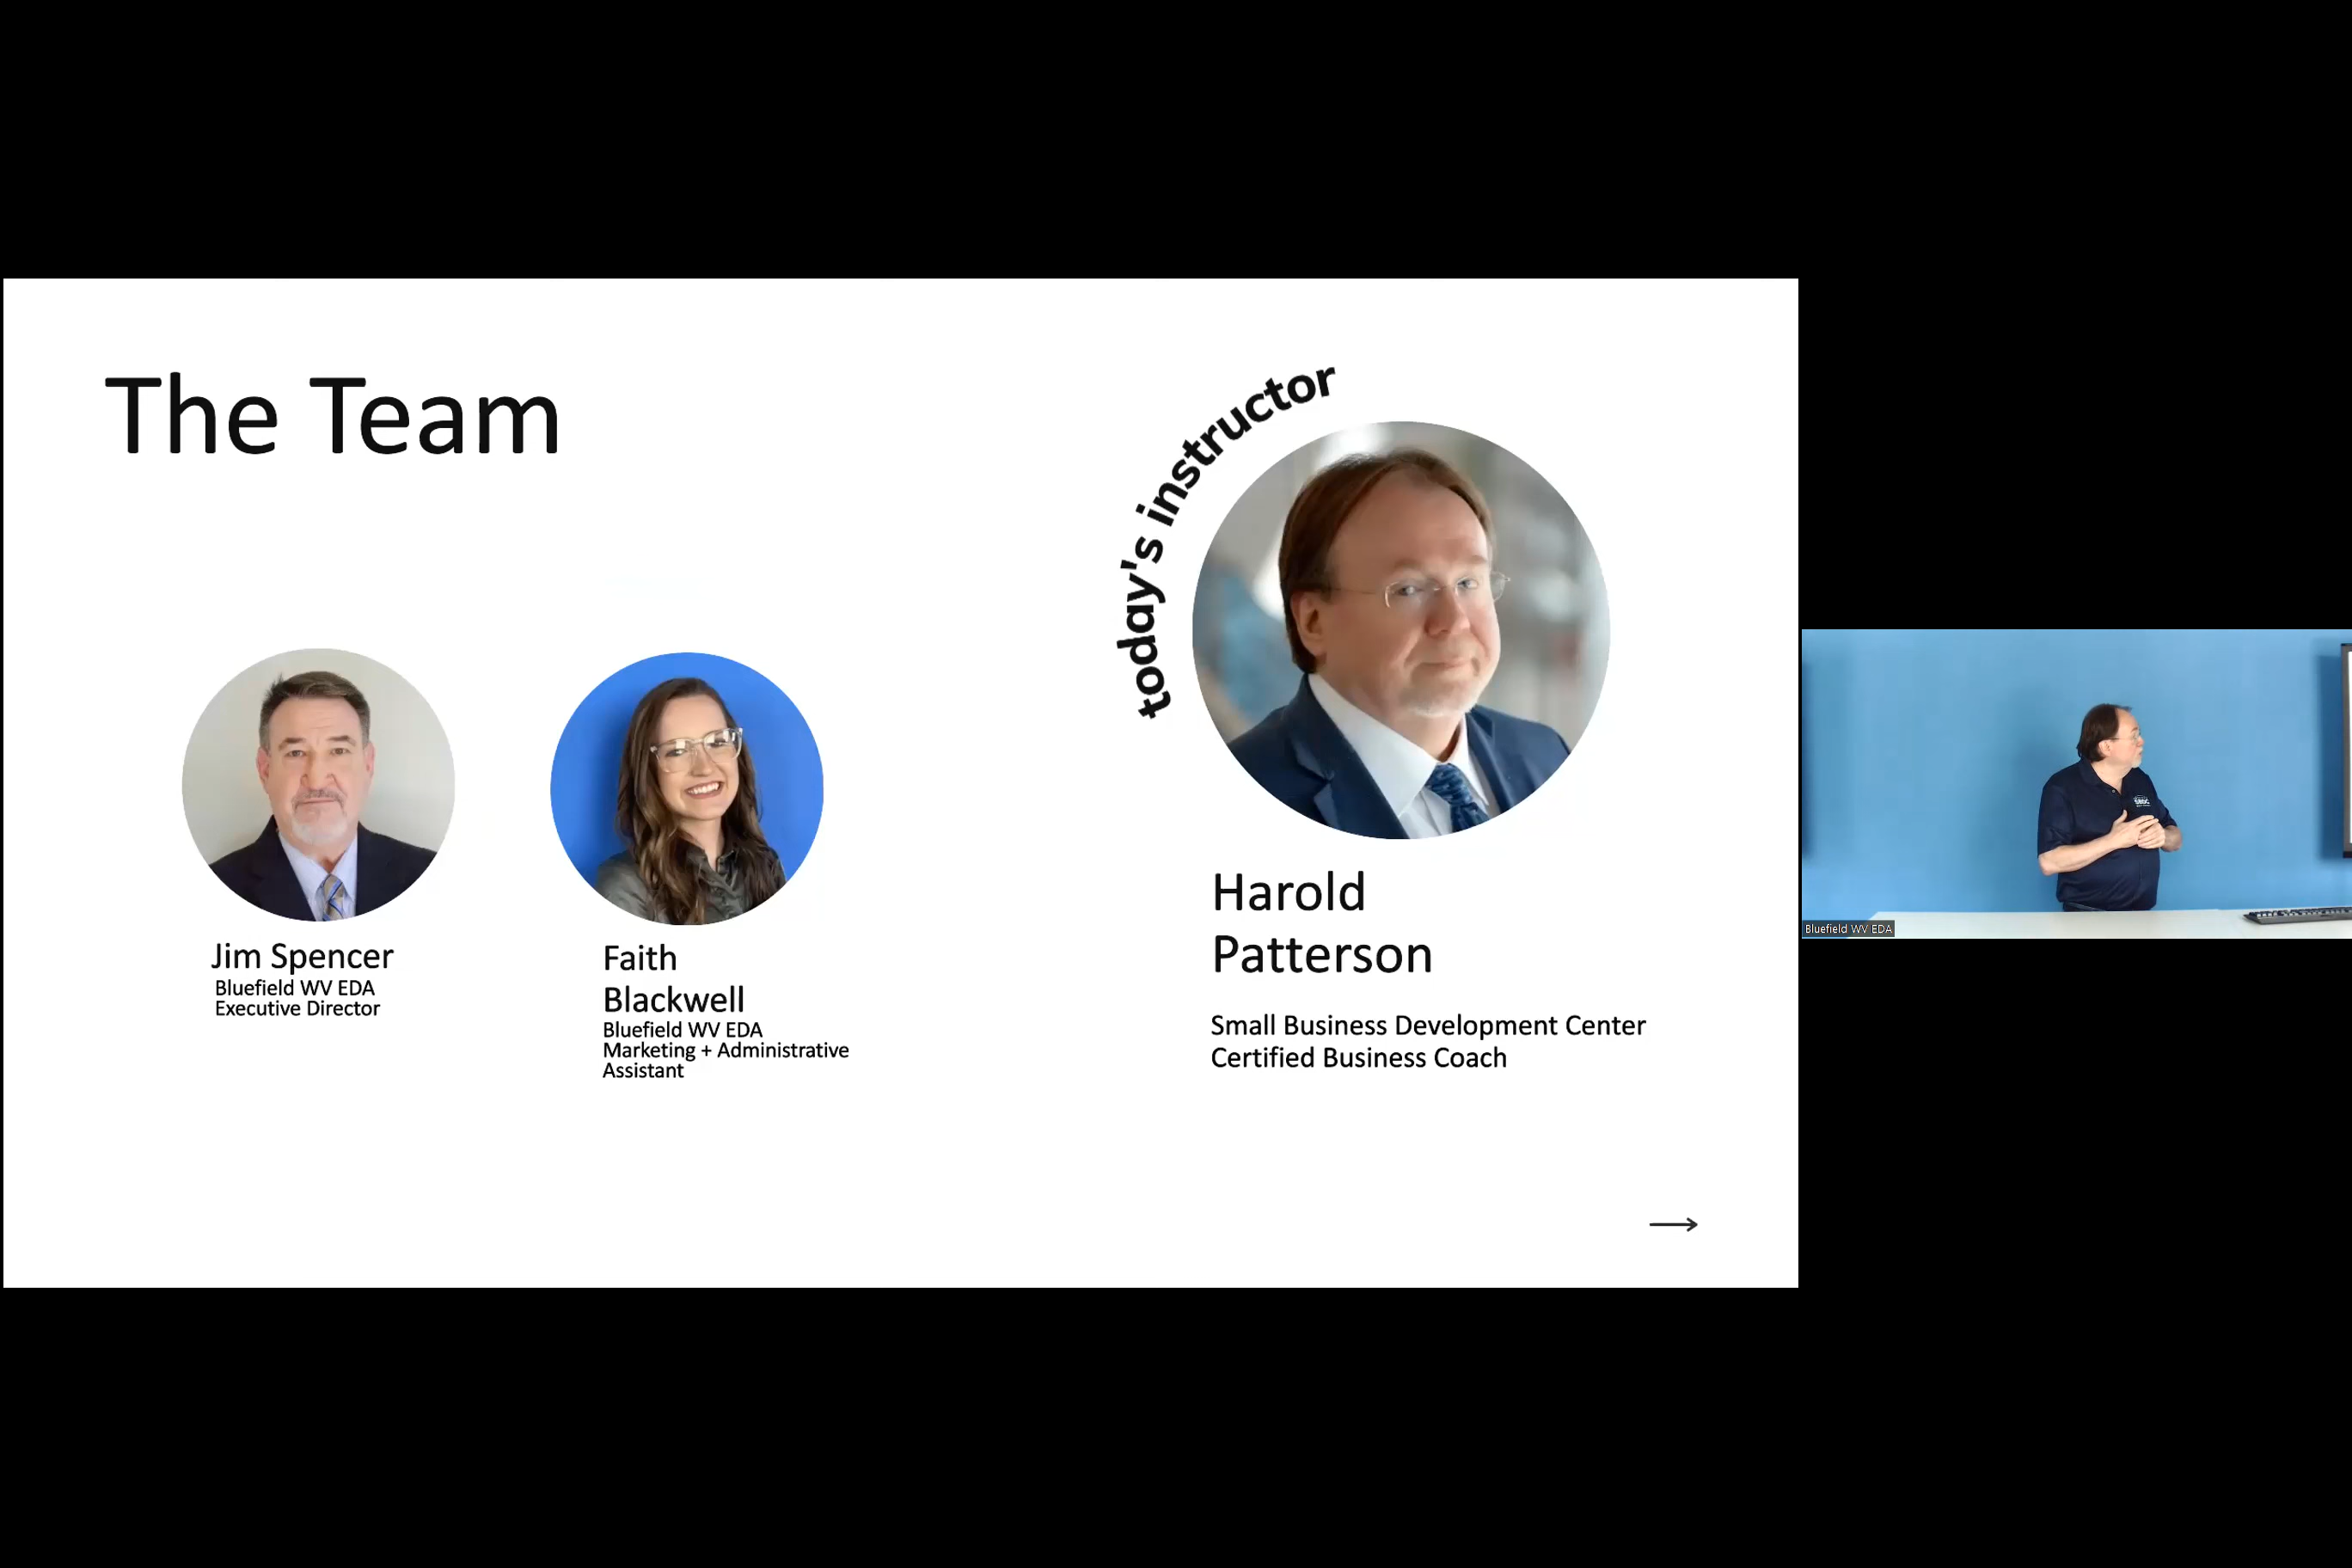 The Team
today's instructor
Jim Spencer
Bluefield WV EDA
Executive Director
Faith
Blackwell
Bluefield WV EDA
Marketing + Administrative
Assistant
Harold
Patterson
Small Business Development Center
Certified Business Coach
SBDC
Bluefield WV EDA